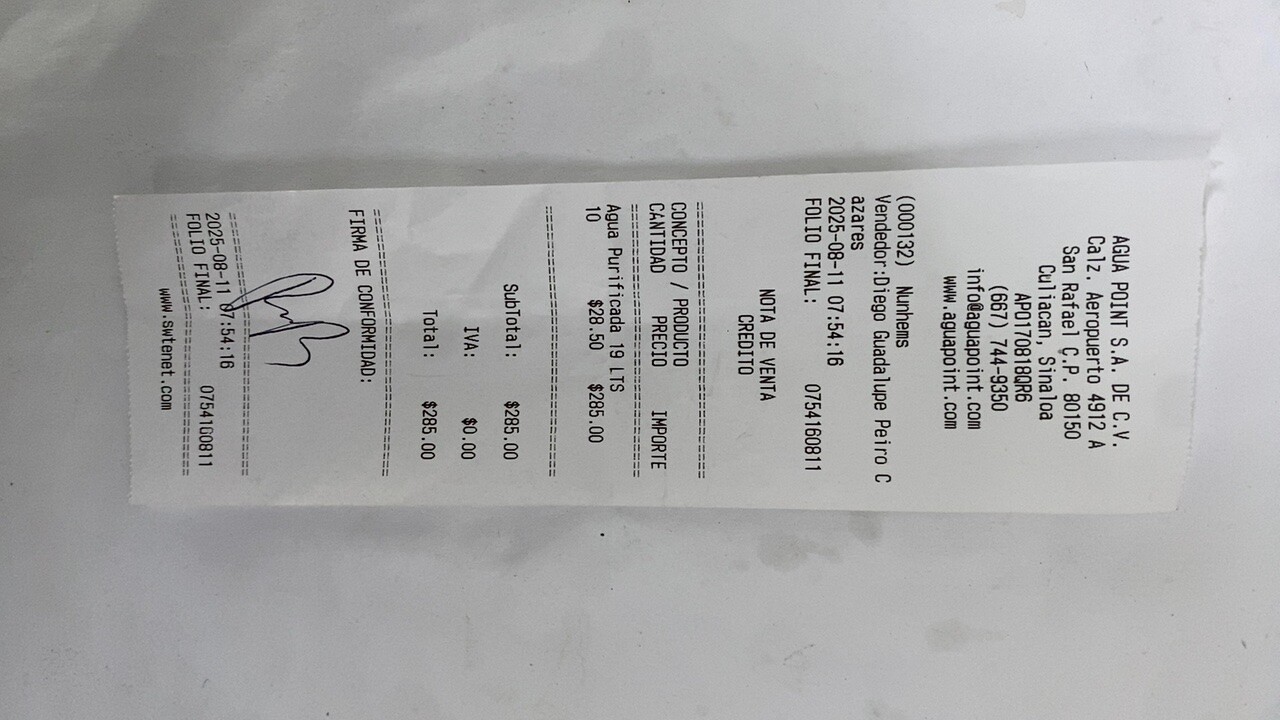 AGUA POINT S.A. DE C.V.
Calz. Aeropuerto 4912 A
San Rafael C.P. 80150
Culiacan, Sinaloa
APO170818QR6
(667) 744-9350
info@aguapoint.com
www.aguapoint.com
(000132) Nunhems
Vendedor:Diego Guadalupe Peiro C
azares
2025-08-11 07:54:16
FOLIO FINAL: 0754160811
NOTA DE VENTA
CREDITO
CONCEPTO / PRODUCTO
CANTIDAD PRECIO IMPORTE
Agua Purificada 19 LTS
10 $28.50 $285.00
SubTotal: $285.00
IVA: $0.00
Total: $285.00
FIRMA DE CONFORMIDAD:
2025-08-11 07:54:16
FOLIO FINAL: 0754160811
www.swtenet.com